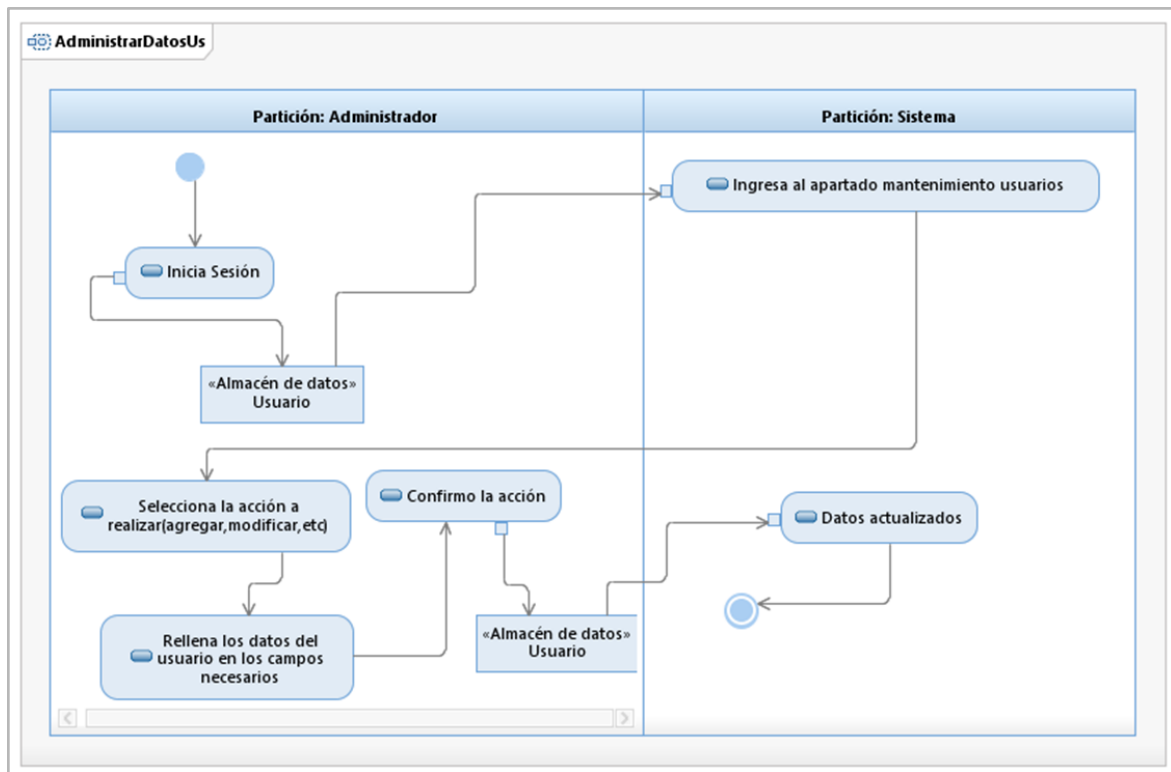 AdministrarDatosUs
Partición: Administrador
Partición: Sistema
Ingresa al apartado mantenimiento usuarios
Inicia Sesión
«Almacén de datos»
Usuario
Selecciona la acción a
realizar(agregar,modificar,etc)
Confirmo la acción
Datos actualizados
Rellena los datos del
usuario en los campos
necesarios
«Almacén de datos»
Usuario